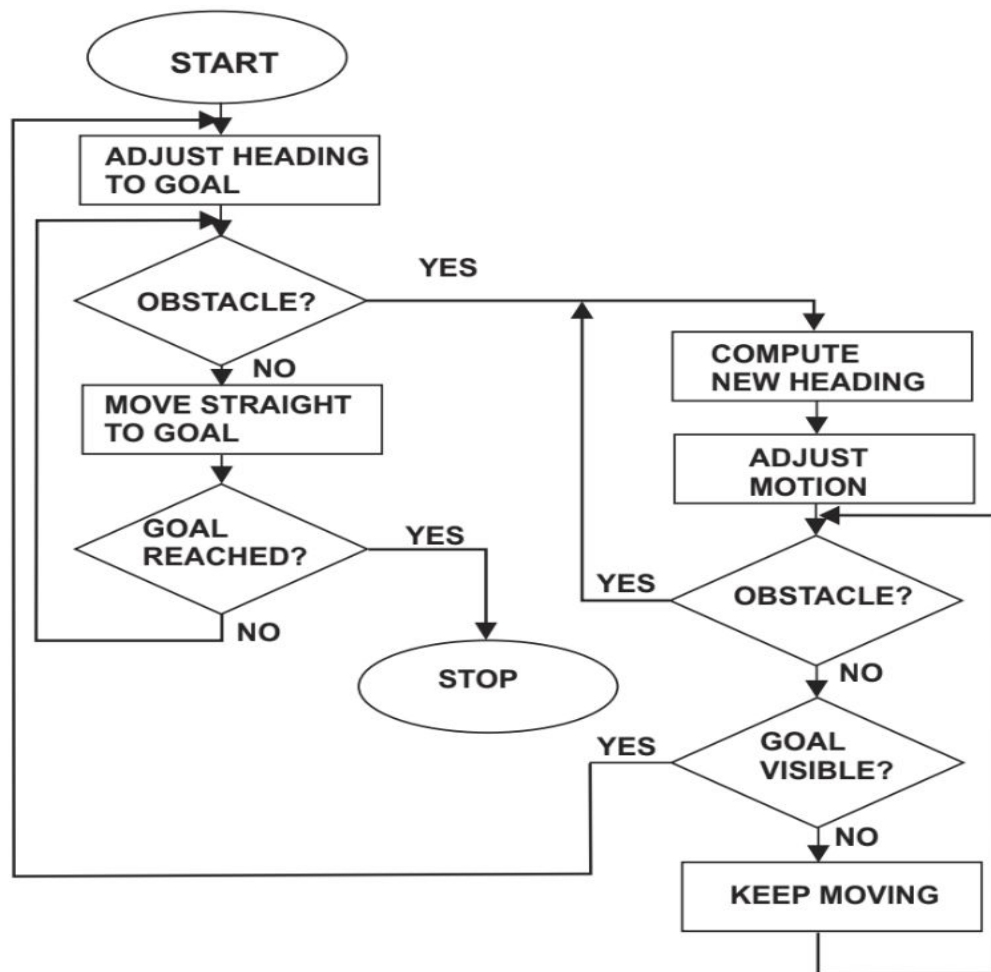 START
ADJUST HEADING
TO GOAL
YES
OBSTACLE?
NO
COMPUTE
NEW HEADING
MOVE STRAIGHT
TO GOAL
ADJUST
MOTION
GOAL
REACHED?
YES
NO
YES
OBSTACLE?
NO
STOP
YES
GOAL
VISIBLE?
NO
KEEP MOVING